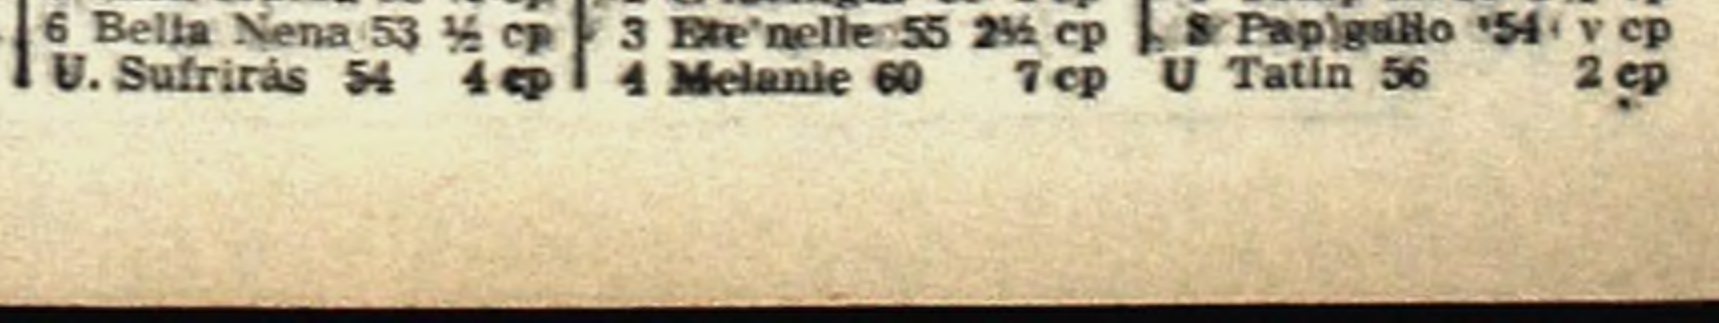 6 Bella Nena 53 ½ cp
U. Sufrirás 54 4 cp
3 Ete'nelle 55 2½ cp
4 Melanie 60 7 cp
8 Papigallo 54 v cp
U Tatín 56 2 cp